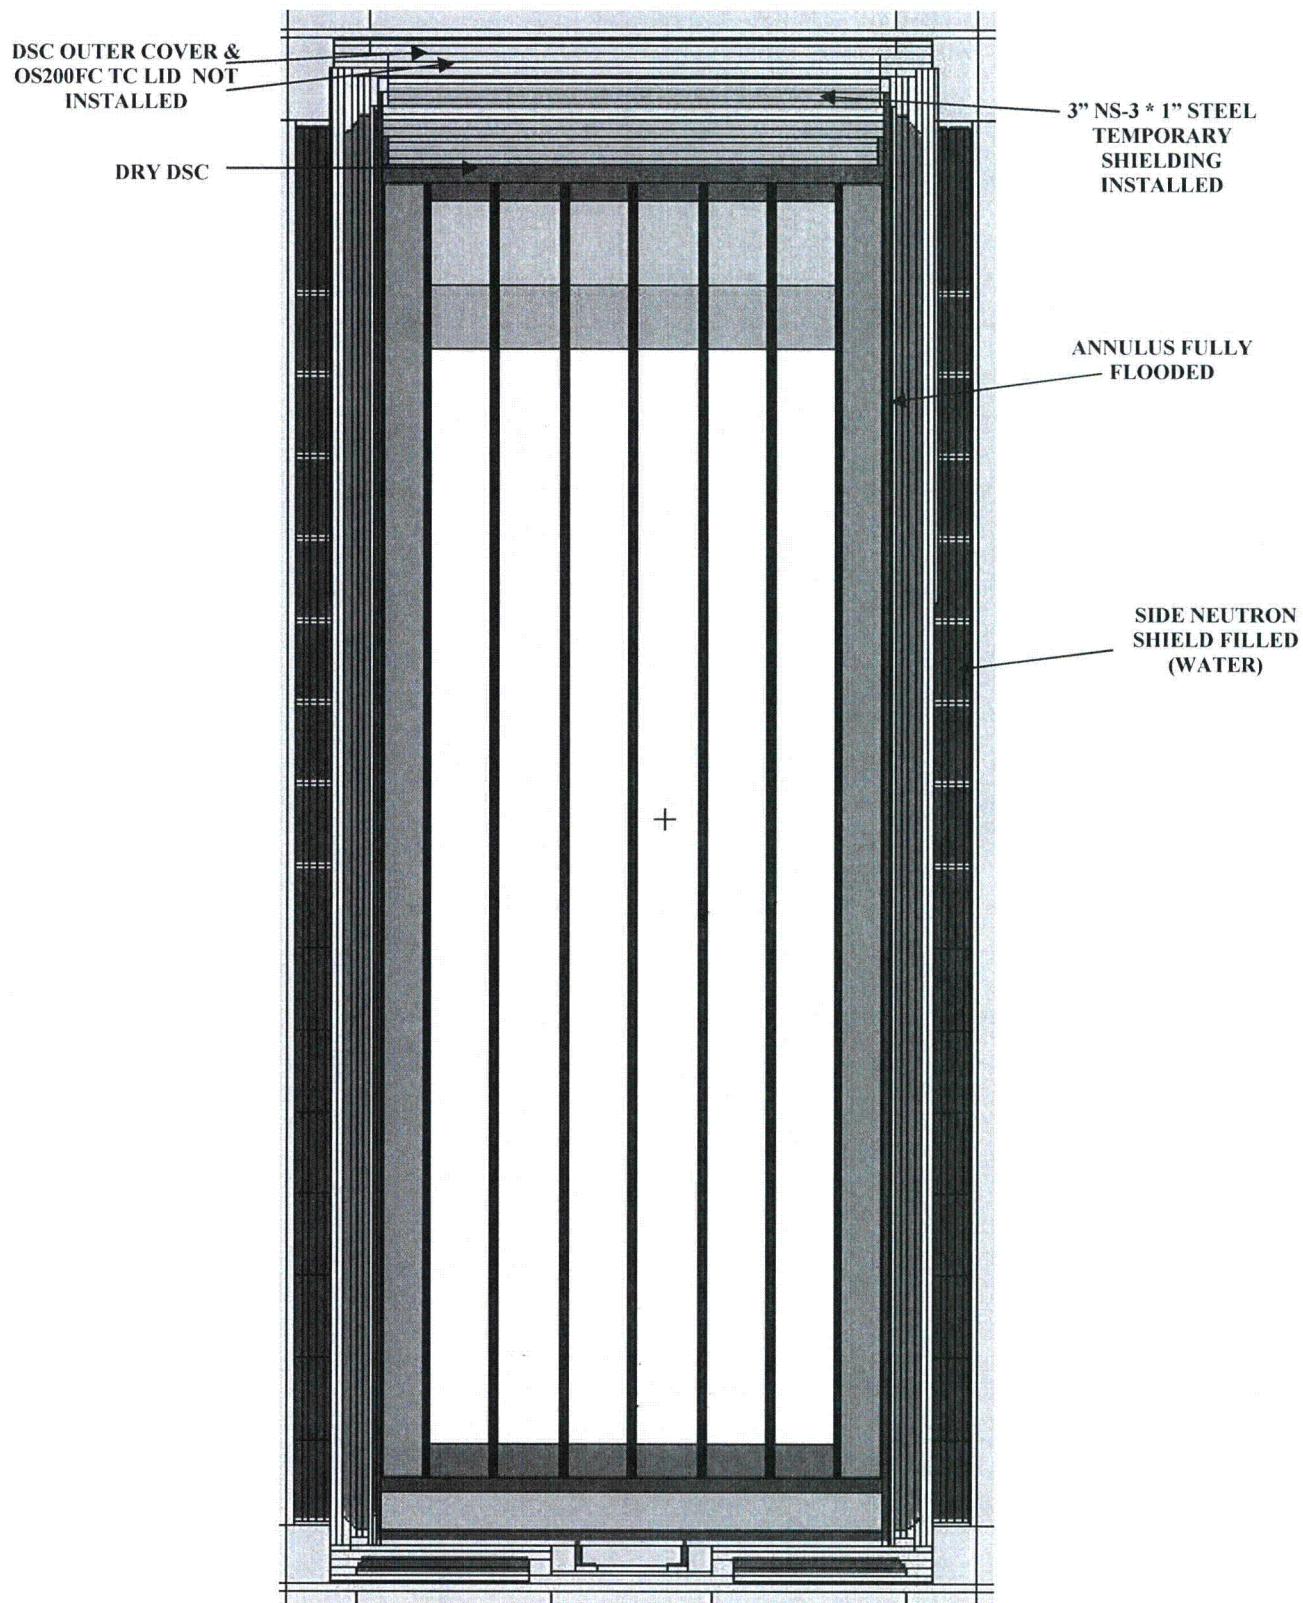 DSC OUTER COVER &
OS200FC TC LID NOT
INSTALLED
3” NS-3 * 1” STEEL
TEMPORARY
SHIELDING
INSTALLED
DRY DSC
ANNULUS FULLY
FLOODED
SIDE NEUTRON
SHIELD FILLED
(WATER)